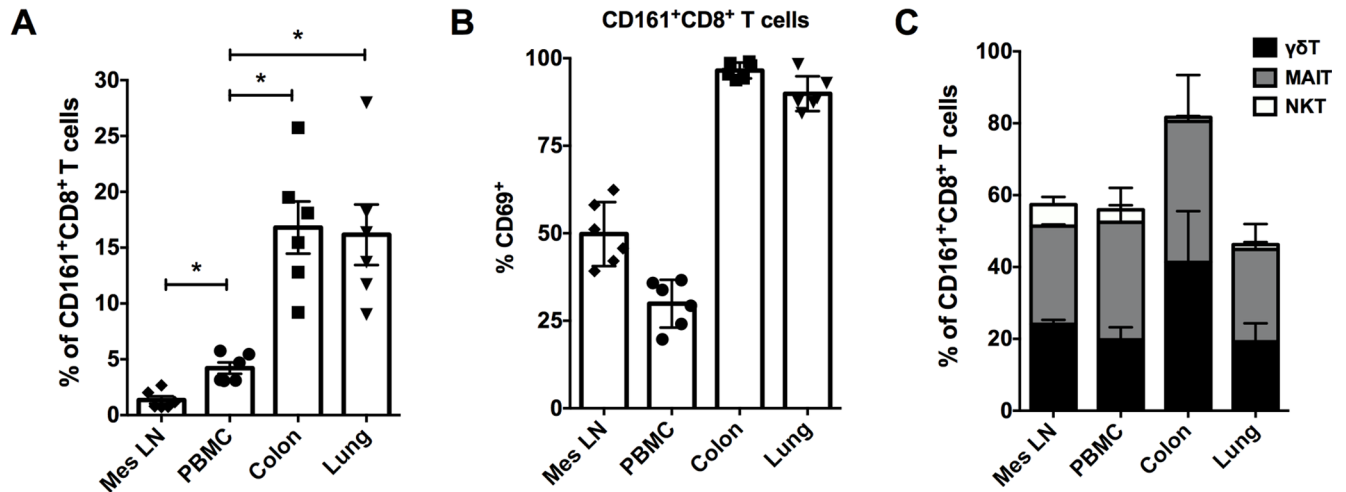 A
% of CD161⁺CD8⁺ T cells
30
25
20
15
10
5
0
*
*
*
Mes LN
PBMC
Colon
Lung
B
CD161⁺CD8⁺ T cells
% CD69⁺
100
75
50
25
0
Mes LN
PBMC
Colon
Lung
C
% of CD161⁺CD8⁺ T cells
100
80
60
40
20
0
Mes LN
PBMC
Colon
Lung
γδT
MAIT
NKT